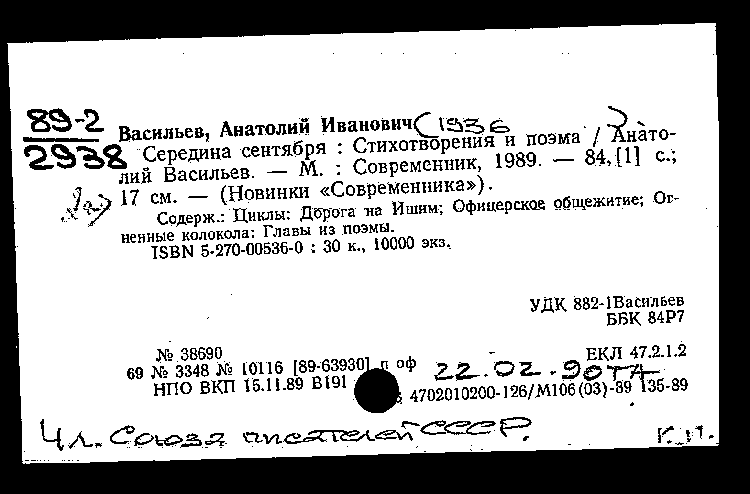 89-2
2938
Васильев, Анатолий Иванович (1936
Середина сентября : Стихотворения и поэма / Анато-
лий Васильев. — М. : Современник, 1989. — 84,[1] с.;
17 см. — (Новинки «Современника»).
Содерж.: Циклы: Дорога на Ишим; Офицерское общежитие; Ог-
ненные колокола: Главы из поэмы.
ISBN 5-270-00536-0 : 30 к., 10000 экз.
УДК 882-1Васильев
ББК 84Р7
№ 38690
69 № 3348 № 10116 [89-63930] п оф
ЕКЛ 47.2.1.2
22.02.90
НПО ВКП 15.11.89 В191
4702010200-126/М106(03)-89 135-89
Чл. Союза писателей СССР.